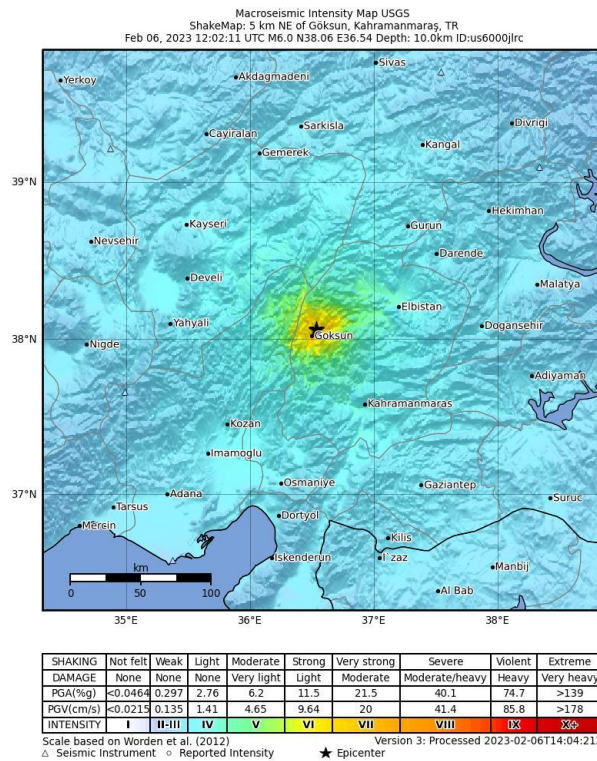 Macroseismic Intensity Map USGS
ShakeMap: 5 km NE of Göksun, Kahramanmaraş, TR
Feb 06, 2023 12:02:11 UTC M6.0 N38.06 E36.54 Depth: 10.0km ID:us6000jlrc
Sivas
Yerkoy
Akdagmadeni
Divrigi
Sarkisla
Cayiralan
Kangal
Gemerek
39°N
Hekimhan
Kayseri
Gurun
Nevsehir
Darende
Develi
Malatya
Elbistan
Yahyali
Dogansehir
38°N
Göksun
Nigde
Adiyaman
Kahramanmaras
Kozan
Imamoglu
Osmaniye
Gaziantep
37°N
Adana
Suruc
Tarsus
Dortyol
Mercin
Kilis
Iskenderun
I`zaz
Manbij
km
0 50 100
Al Bab
35°E 36°E 37°E 38°E
SHAKING Not felt Weak Light Moderate Strong Very strong Severe Violent Extreme
DAMAGE None None None Very light Light Moderate Moderate/heavy Heavy Very heavy
PGA(%g) <0.0464 0.297 2.76 6.2 11.5 21.5 40.1 74.7 >139
PGV(cm/s) <0.0215 0.135 1.41 4.65 9.64 20 41.4 85.8 >178
INTENSITY I II-III IV V VI VII VIII IX X+
Scale based on Worden et al. (2012) Version 3: Processed 2023-02-06T14:04:21
△ Seismic Instrument ○ Reported Intensity ★ Epicenter